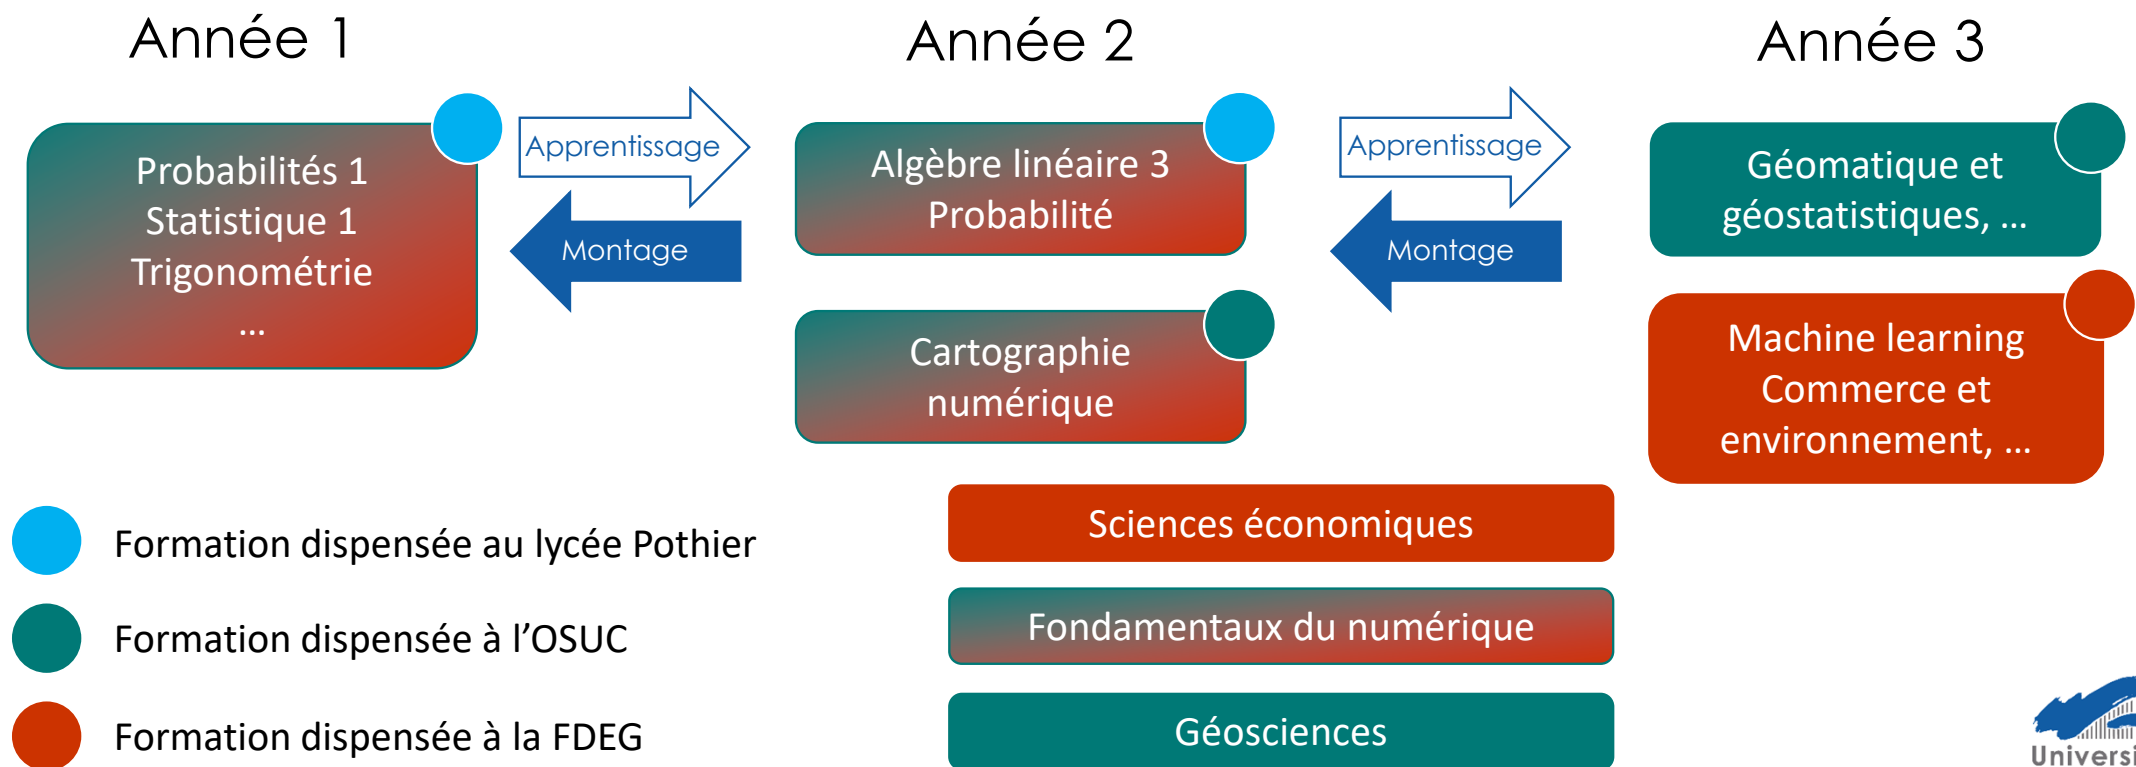 Année 1
Année 2
Année 3
Probabilités 1
Statistique 1
Trigonométrie
...
Apprentissage
Montage
Algèbre linéaire 3
Probabilité
Cartographie
numérique
Apprentissage
Montage
Géomatique et
géostatistiques, ...
Machine learning
Commerce et
environnement, ...
Formation dispensée au lycée Pothier
Formation dispensée à l’OSUC
Formation dispensée à la FDEG
Sciences économiques
Fondamentaux du numérique
Géosciences